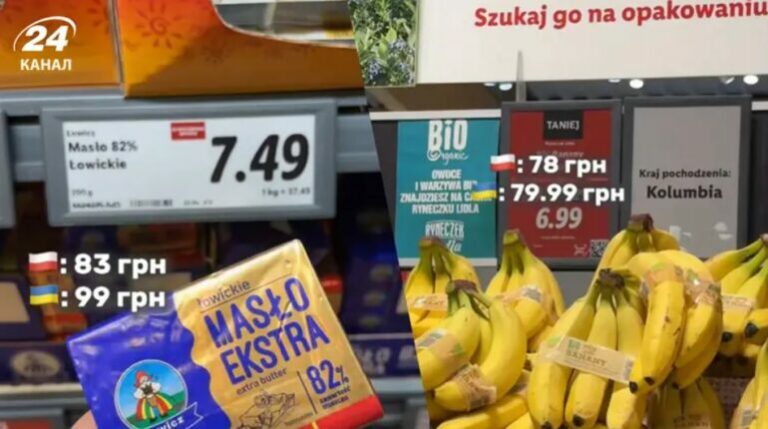 24
КАНАЛ
Masło 82%
Łowickie
200 g
7.49
1 kg = 37.45
: 83 грн
: 99 грн
łowickie
MASŁO
EKSTRA
extra butter
82%
Szukaj go na opakowaniu
BiO
Organic
OWOCE
I WARZYWA BIO
ZNAJDZIESZ NA CAŁYM
RYNECZKU LIDLA
RYNECZEK
TANIEJ
: 78 грн
: 79.99 грн
6.99
Kraj pochodzenia:
Kolumbia
BANANY